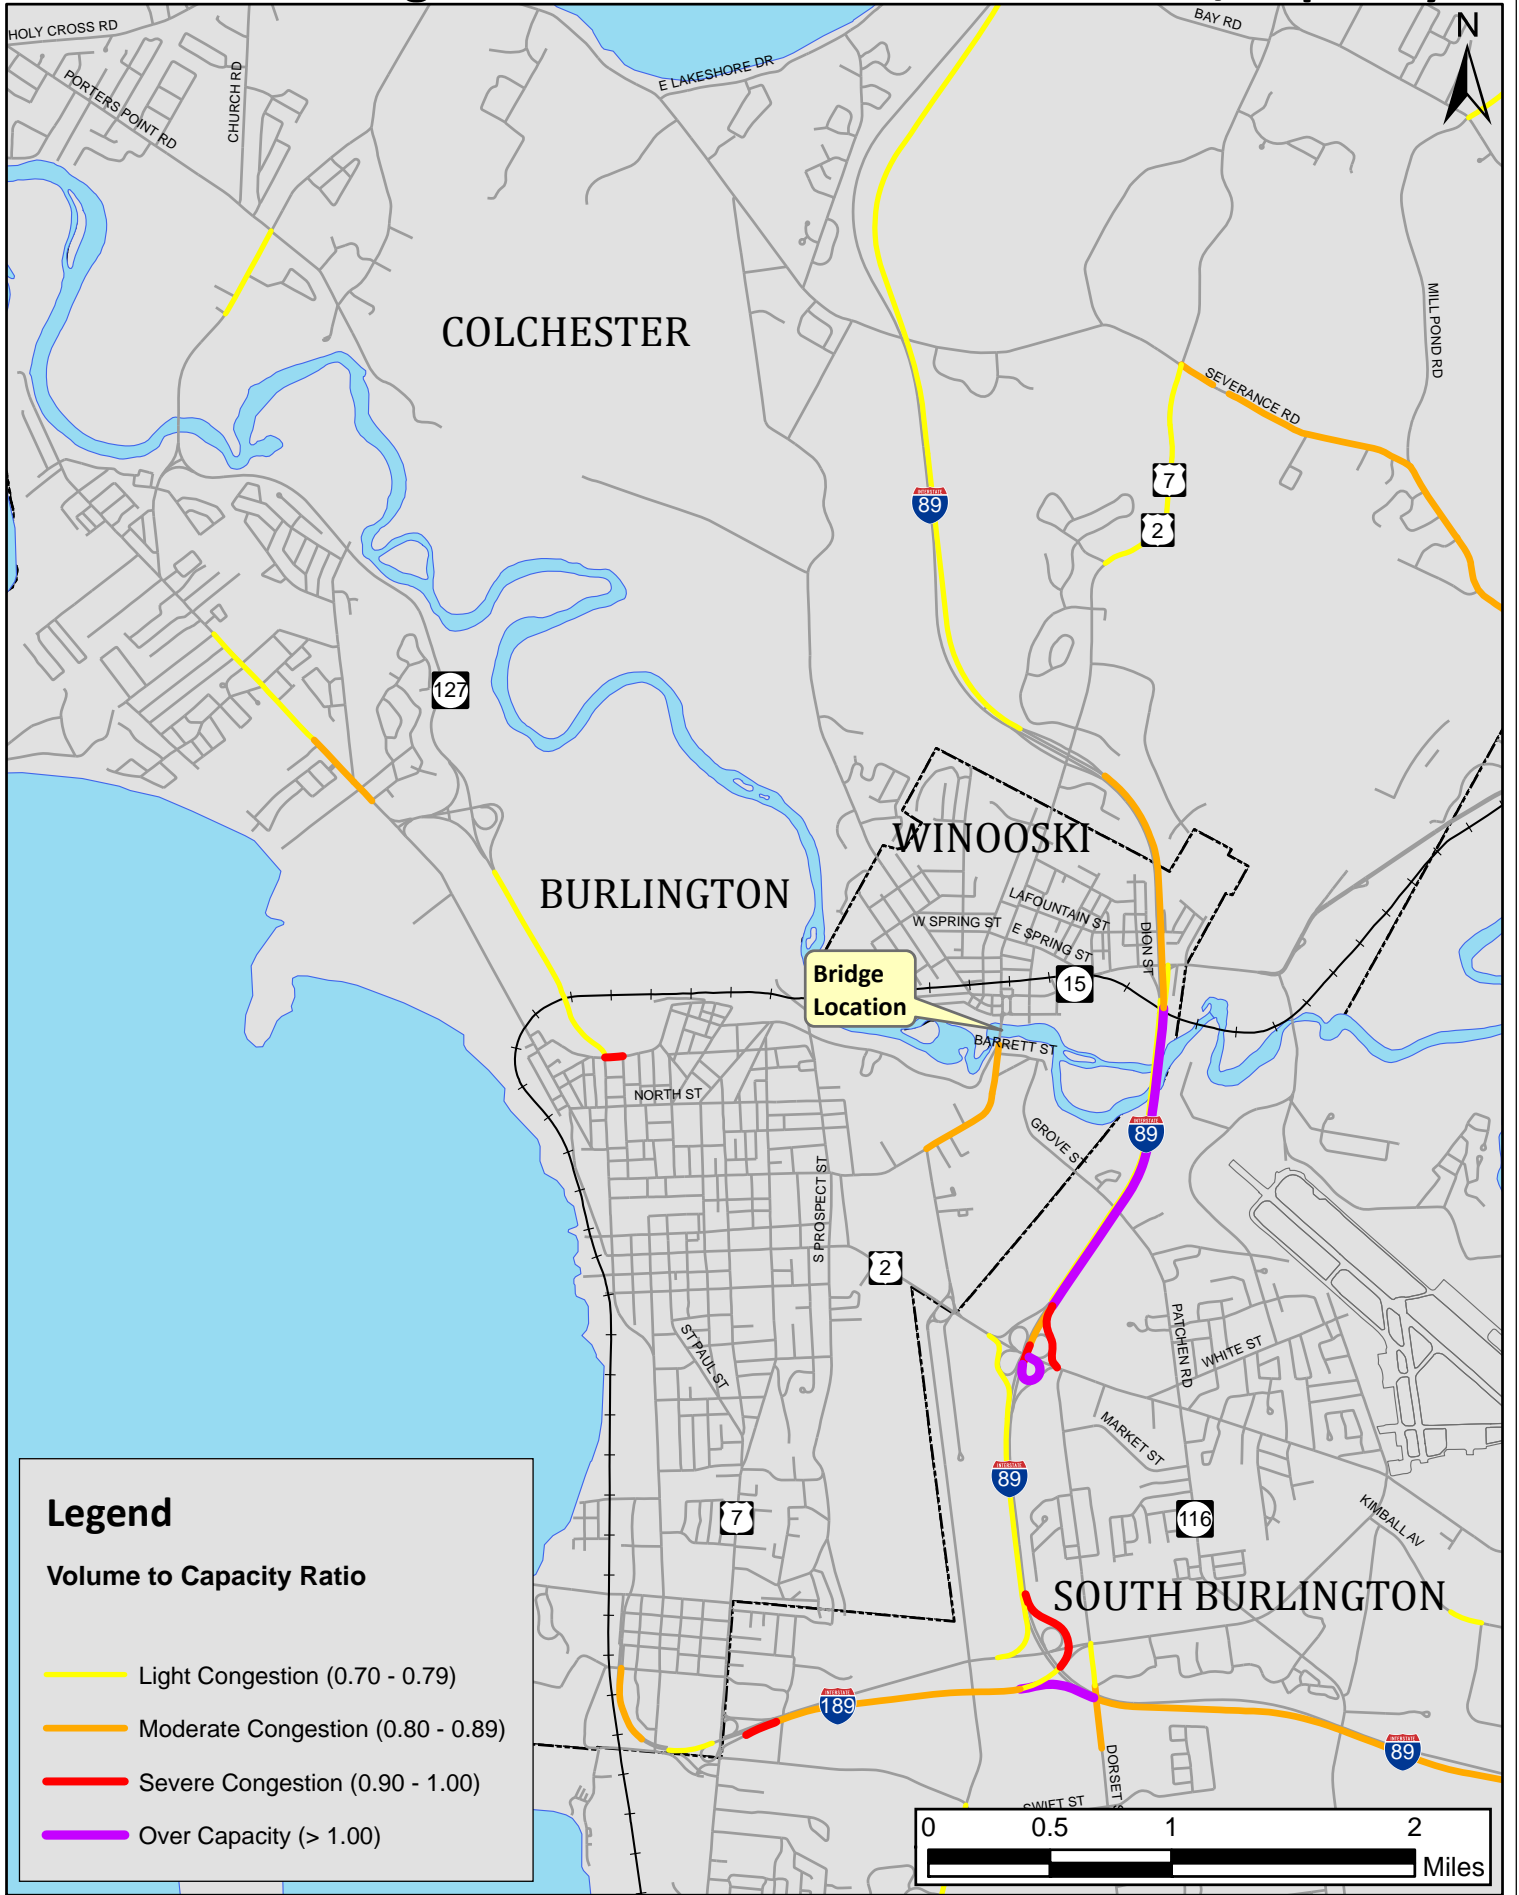 HOLY CROSS RD
BAY RD
N
PORTERS POINT RD
CHURCH RD
E LAKESHORE DR
COLCHESTER
MILL POND RD
SEVERANCE RD
7
INTERSTATE
89
2
127
WINOOSKI
BURLINGTON
LAFOUNTAIN ST
W SPRING ST
E SPRING ST
DION ST
Bridge
Location
15
BARRETT ST
NORTH ST
GROVE ST
INTERSTATE
89
S PROSPECT ST
2
ST PAUL ST
PATCHEN RD
WHITE ST
MARKET ST
INTERSTATE
89
7
116
KIMBALL AV
SOUTH BURLINGTON
INTERSTATE
189
INTERSTATE
89
DORSET S
SWIFT ST
Legend
Volume to Capacity Ratio
Light Congestion (0.70 - 0.79)
Moderate Congestion (0.80 - 0.89)
Severe Congestion (0.90 - 1.00)
Over Capacity (> 1.00)
0 0.5 1 2
Miles